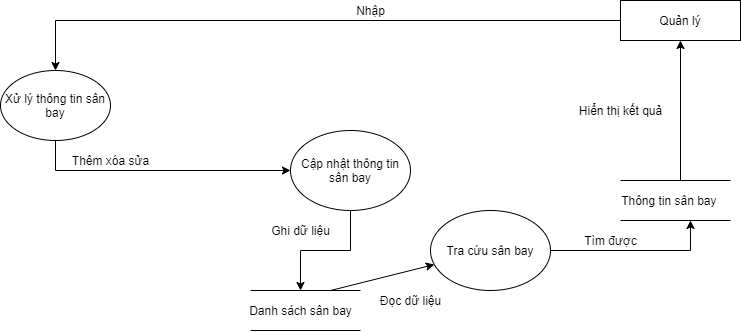 Nhập
Quản lý
Xử lý thông tin sân
bay
Hiển thị kết quả
Thêm xóa sửa
Cập nhật thông tin
sân bay
Thông tin sân bay
Ghi dữ liệu
Tra cứu sân bay
Tìm được
Đọc dữ liệu
Danh sách sân bay